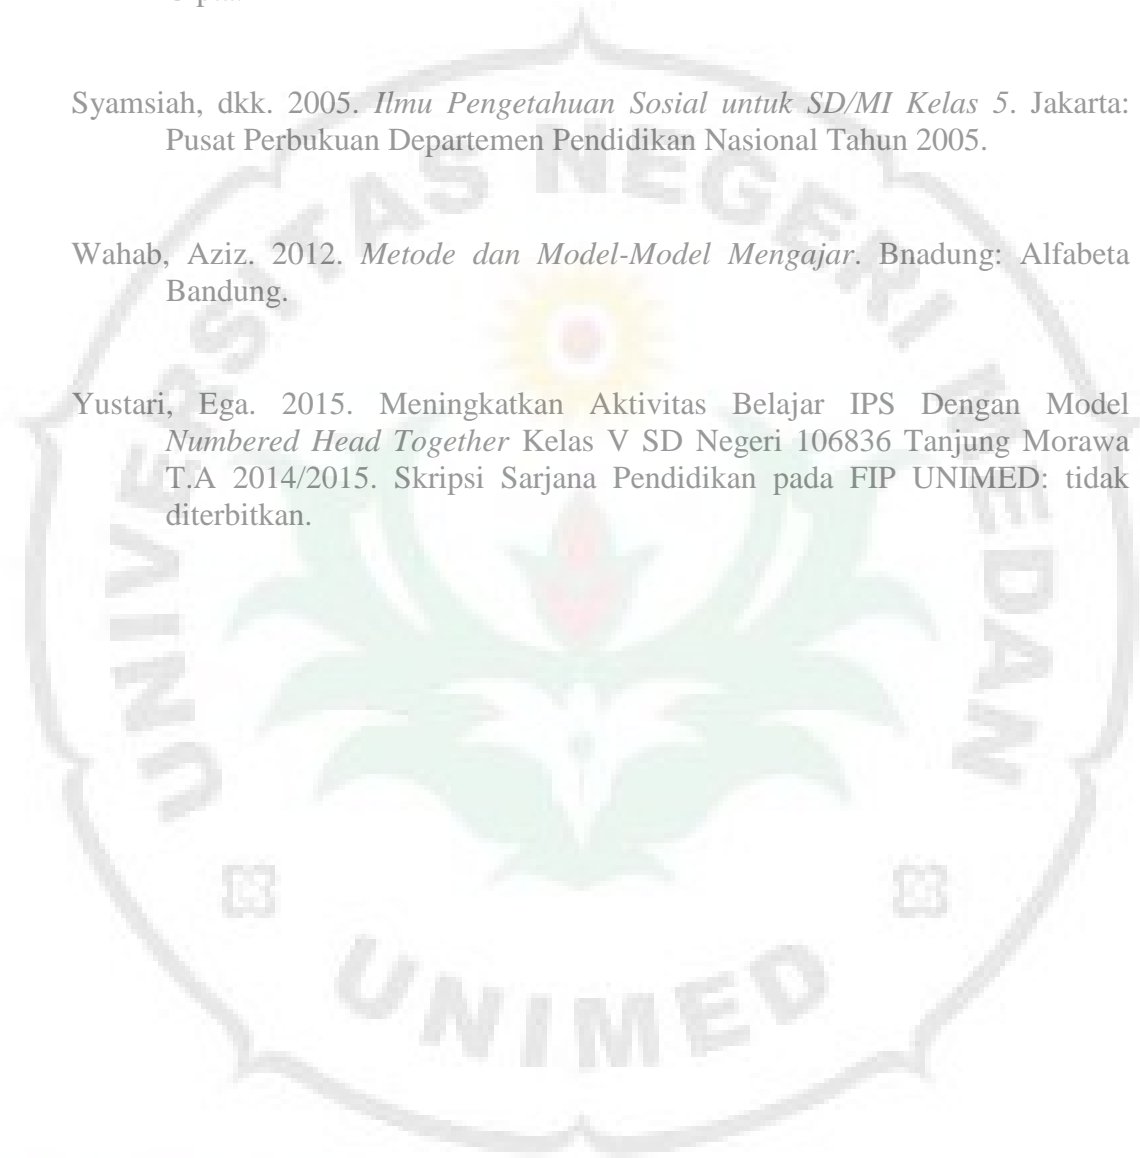 Syamsiah, dkk. 2005. Ilmu Pengetahuan Sosial untuk SD/MI Kelas 5. Jakarta:
Pusat Perbukuan Departemen Pendidikan Nasional Tahun 2005.
Wahab, Aziz. 2012. Metode dan Model-Model Mengajar. Bnadung: Alfabeta
Bandung.
Yustari, Ega. 2015. Meningkatkan Aktivitas Belajar IPS Dengan Model
Numbered Head Together Kelas V SD Negeri 106836 Tanjung Morawa
T.A 2014/2015. Skripsi Sarjana Pendidikan pada FIP UNIMED: tidak
diterbitkan.
UNIVERSITAS NEGERI MEDAN
UNIMED